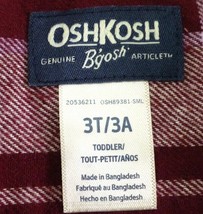 OSHKOSH
GENUINE B'gosh ARTICLE™
20536211 OSH89381-SML
3T/3A
TODDLER/
TOUT-PETIT/AÑOS
Made in Bangladesh
Fabriqué au Bangladesh
Hecho en Bangladesh